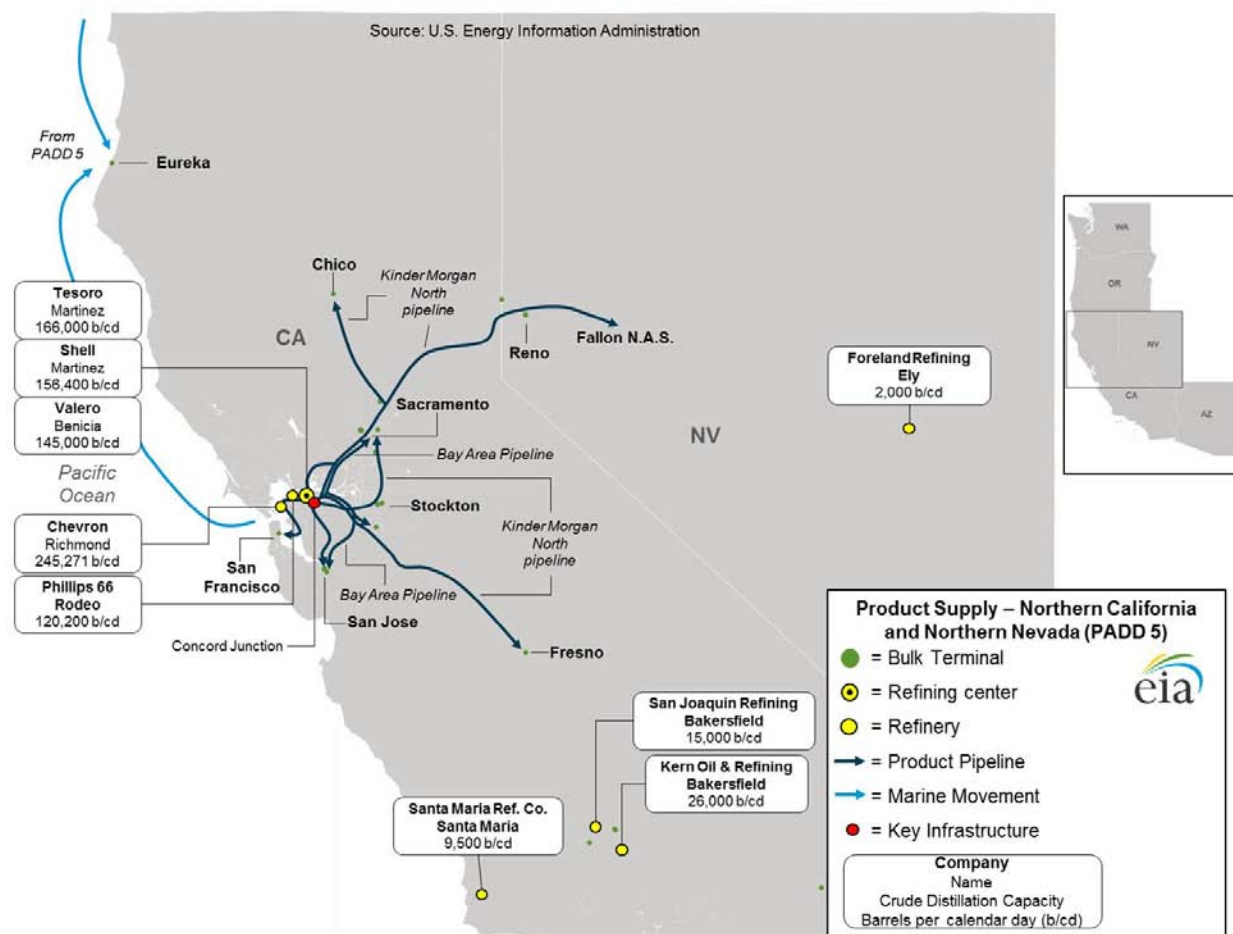 Source: U.S. Energy Information Administration
From
PADD 5
Eureka
Chico
Kinder Morgan
North
pipeline
Tesoro
Martinez
166,000 b/cd
Shell
Martinez
156,400 b/cd
Valero
Benicia
145,000 b/cd
CA
Reno
Fallon N.A.S.
Foreland Refining
Ely
2,000 b/cd
WA
OR
NV
CA
AZ
Sacramento
NV
Bay Area Pipeline
Pacific
Ocean
Stockton
Chevron
Richmond
245,271 b/cd
Kinder Morgan
North
pipeline
San
Francisco
Phillips 66
Rodeo
120,200 b/cd
Bay Area Pipeline
San Jose
Concord Junction
Fresno
San Joaquin Refining
Bakersfield
15,000 b/cd
Kern Oil & Refining
Bakersfield
26,000 b/cd
Santa Maria Ref. Co.
Santa Maria
9,500 b/cd
Product Supply – Northern California
and Northern Nevada (PADD 5)
= Bulk Terminal
= Refining center
= Refinery
= Product Pipeline
= Marine Movement
= Key Infrastructure
eia
Company
Name
Crude Distillation Capacity
Barrels per calendar day (b/cd)